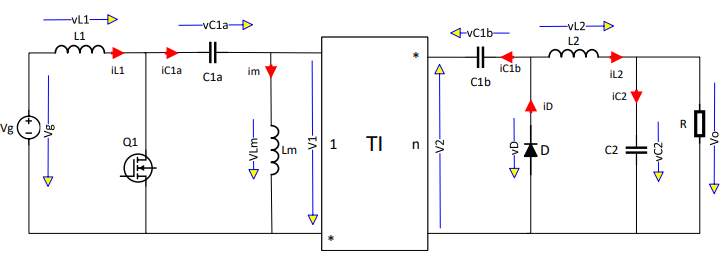 vL1
vC1a
vC1b
vL2
L1
L2
iL1
iC1a
C1a
im
*
C1b
iC1b
iL2
iD
iC2
Vg
Vg
Q1
VLm
Lm
V1
1
TI
n
V2
vD
D
C2
vC2
R
Vo
*